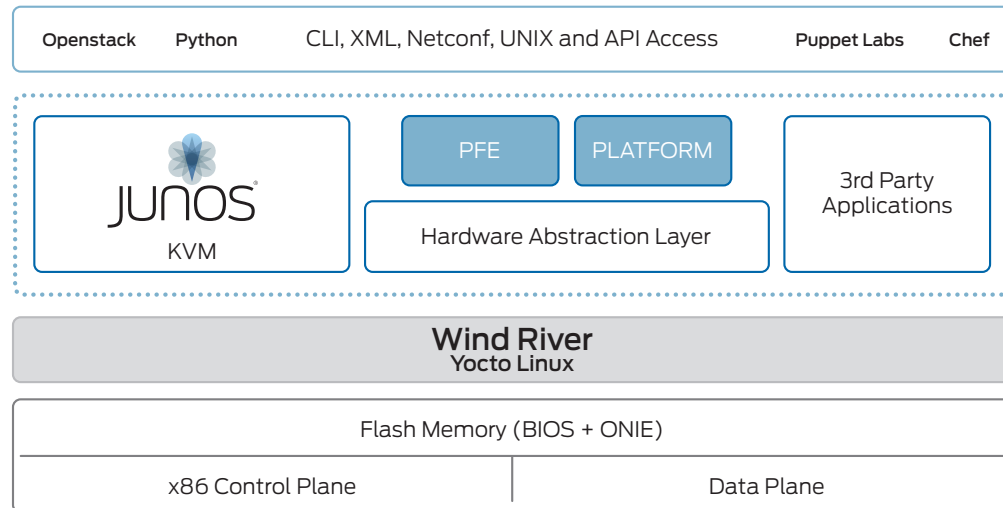 Openstack Python CLI, XML, Netconf, UNIX and API Access Puppet Labs Chef
JUNOS®
KVM
PFE
PLATFORM
Hardware Abstraction Layer
3rd Party
Applications
Wind River
Yocto Linux
Flash Memory (BIOS + ONIE)
x86 Control Plane
Data Plane